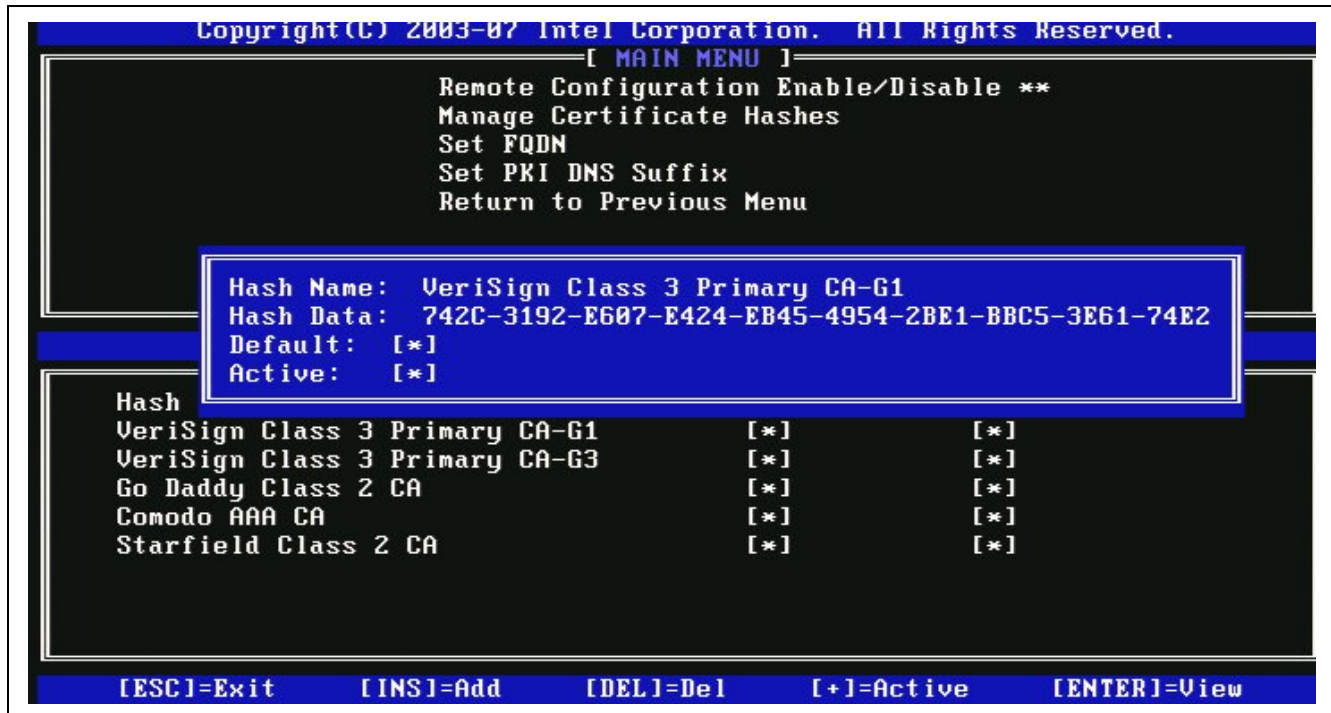 Copyright(C) 2003-07 Intel Corporation. All Rights Reserved.
[ MAIN MENU ]
Remote Configuration Enable/Disable **
Manage Certificate Hashes
Set FQDN
Set PKI DNS Suffix
Return to Previous Menu
Hash Name: VeriSign Class 3 Primary CA-G1
Hash Data: 742C-3192-E607-E424-EB45-4954-2BE1-BBC5-3E61-74E2
Default: [*]
Active: [*]
Hash
VeriSign Class 3 Primary CA-G1 [*] [*]
VeriSign Class 3 Primary CA-G3 [*] [*]
Go Daddy Class 2 CA [*] [*]
Comodo AAA CA [*] [*]
Starfield Class 2 CA [*] [*]
[ESC]=Exit [INS]=Add [DEL]=Del [+]=Active [ENTER]=View